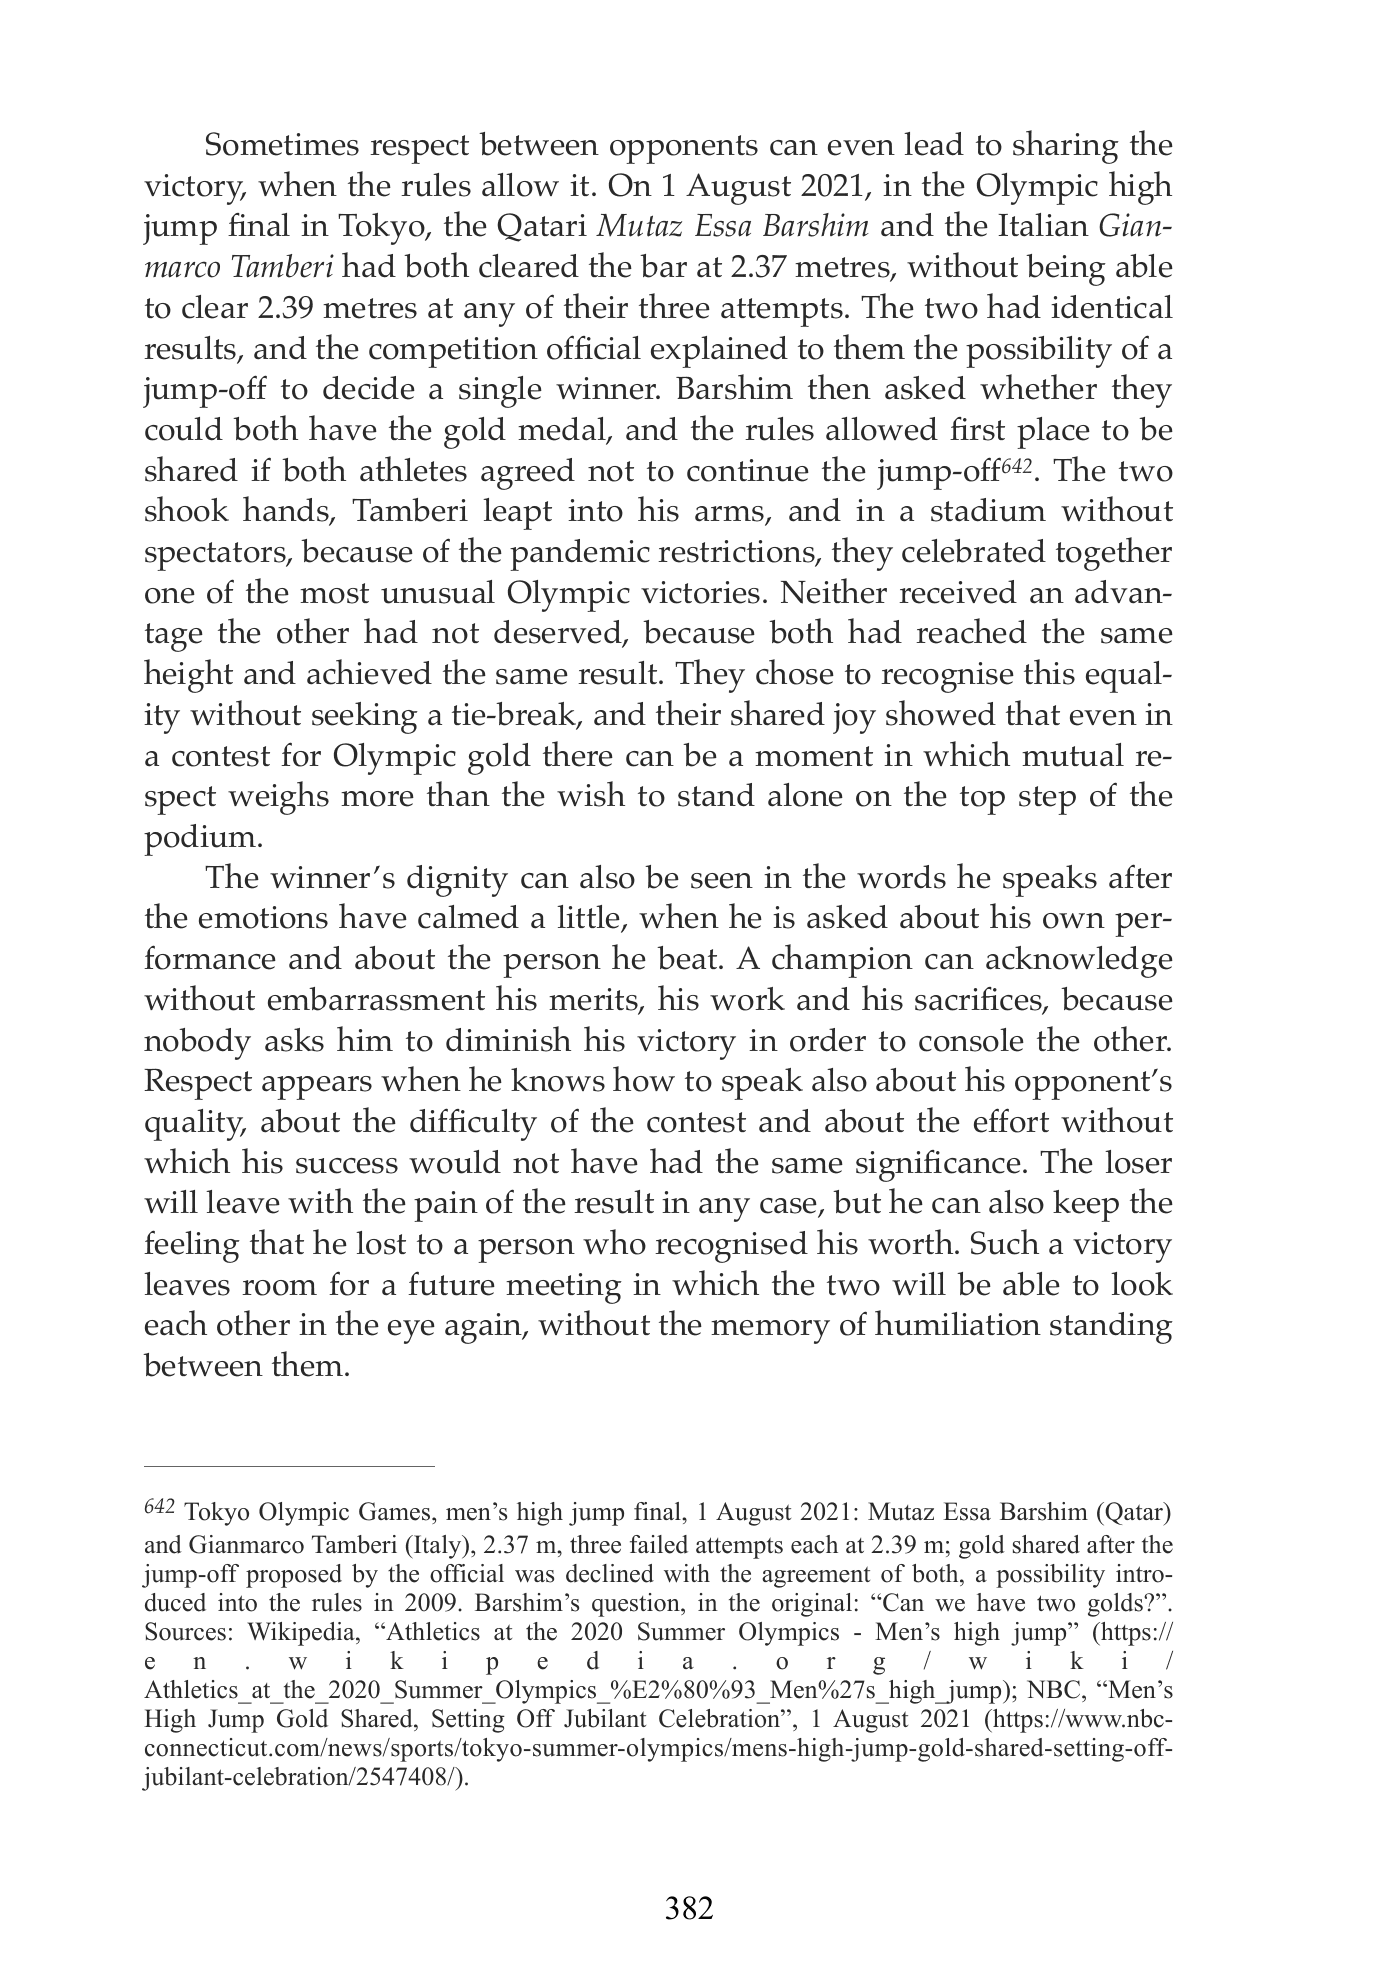 Sometimes respect between opponents can even lead to sharing the
victory, when the rules allow it. On 1 August 2021, in the Olympic high
jump final in Tokyo, the Qatari Mutaz Essa Barshim and the Italian Gian-
marco Tamberi had both cleared the bar at 2.37 metres, without being able
to clear 2.39 metres at any of their three attempts. The two had identical
results, and the competition official explained to them the possibility of a
jump-off to decide a single winner. Barshim then asked whether they
could both have the gold medal, and the rules allowed first place to be
shared if both athletes agreed not to continue the jump-off642. The two
shook hands, Tamberi leapt into his arms, and in a stadium without
spectators, because of the pandemic restrictions, they celebrated together
one of the most unusual Olympic victories. Neither received an advan-
tage the other had not deserved, because both had reached the same
height and achieved the same result. They chose to recognise this equal-
ity without seeking a tie-break, and their shared joy showed that even in
a contest for Olympic gold there can be a moment in which mutual re-
spect weighs more than the wish to stand alone on the top step of the
podium.
The winner’s dignity can also be seen in the words he speaks after
the emotions have calmed a little, when he is asked about his own per-
formance and about the person he beat. A champion can acknowledge
without embarrassment his merits, his work and his sacrifices, because
nobody asks him to diminish his victory in order to console the other.
Respect appears when he knows how to speak also about his opponent’s
quality, about the difficulty of the contest and about the effort without
which his success would not have had the same significance. The loser
will leave with the pain of the result in any case, but he can also keep the
feeling that he lost to a person who recognised his worth. Such a victory
leaves room for a future meeting in which the two will be able to look
each other in the eye again, without the memory of humiliation standing
between them.
642 Tokyo Olympic Games, men’s high jump final, 1 August 2021: Mutaz Essa Barshim (Qatar)
and Gianmarco Tamberi (Italy), 2.37 m, three failed attempts each at 2.39 m; gold shared after the
jump-off proposed by the official was declined with the agreement of both, a possibility intro-
duced into the rules in 2009. Barshim’s question, in the original: “Can we have two golds?”.
Sources: Wikipedia, “Athletics at the 2020 Summer Olympics - Men’s high jump” (https://
e n . w i k i p e d i a . o r g / w i k i /
Athletics_at_the_2020_Summer_Olympics_%E2%80%93_Men%27s_high_jump); NBC, “Men’s
High Jump Gold Shared, Setting Off Jubilant Celebration”, 1 August 2021 (https://www.nbc-
connecticut.com/news/sports/tokyo-summer-olympics/mens-high-jump-gold-shared-setting-off-
jubilant-celebration/2547408/).
382